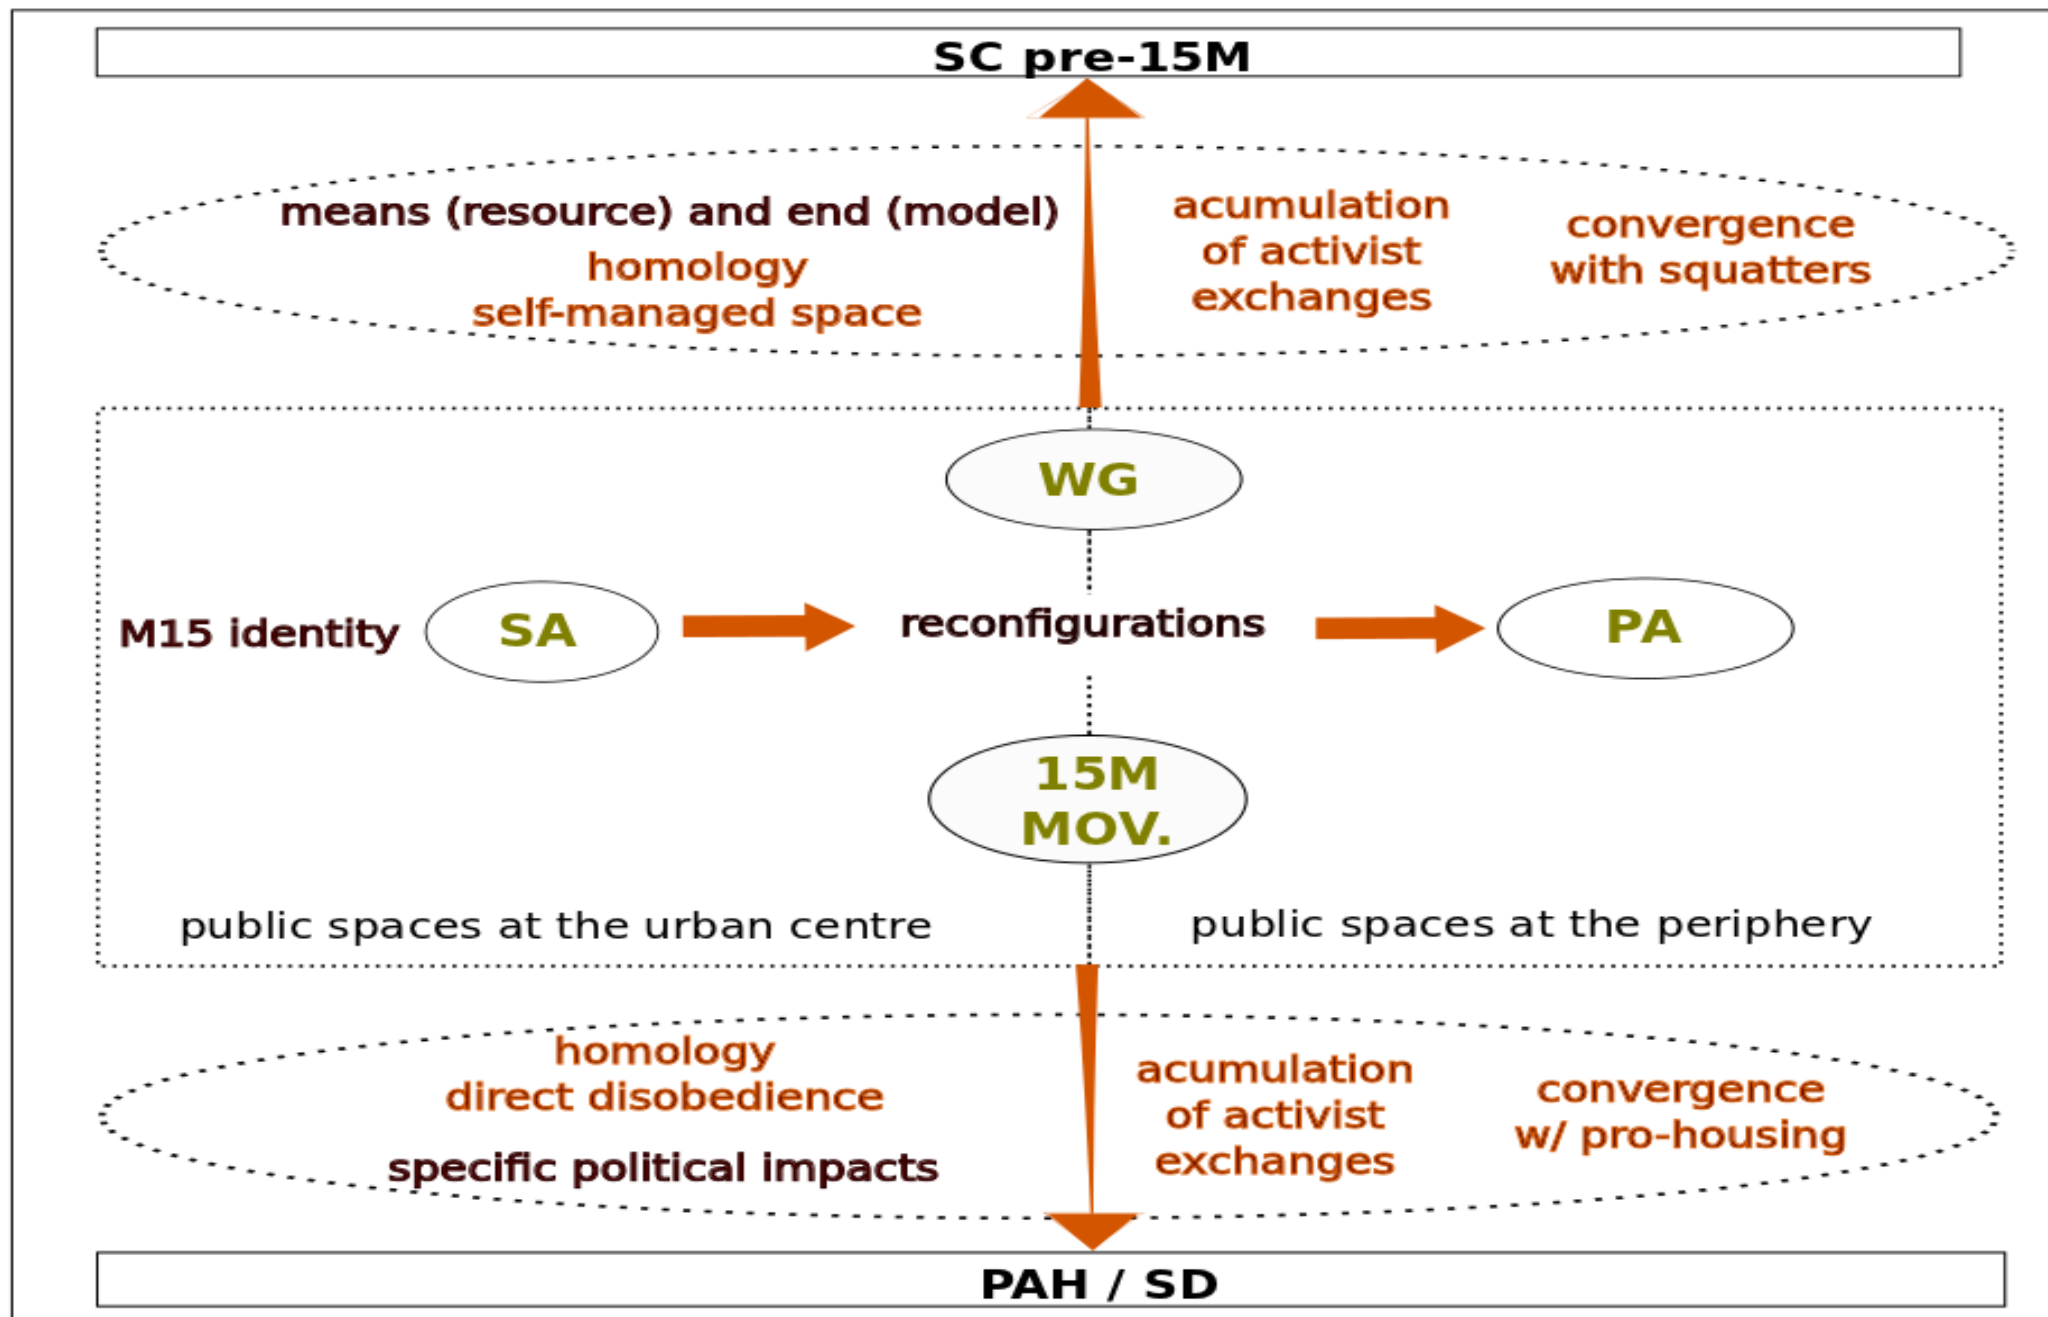 SC pre-15M
means (resource) and end (model)
homology
self-managed space
acumulation
of activist
exchanges
convergence
with squatters
WG
M15 identity
SA
reconfigurations
PA
15M
MOV.
public spaces at the urban centre
public spaces at the periphery
homology
direct disobedience
specific political impacts
acumulation
of activist
exchanges
convergence
w/ pro-housing
PAH / SD